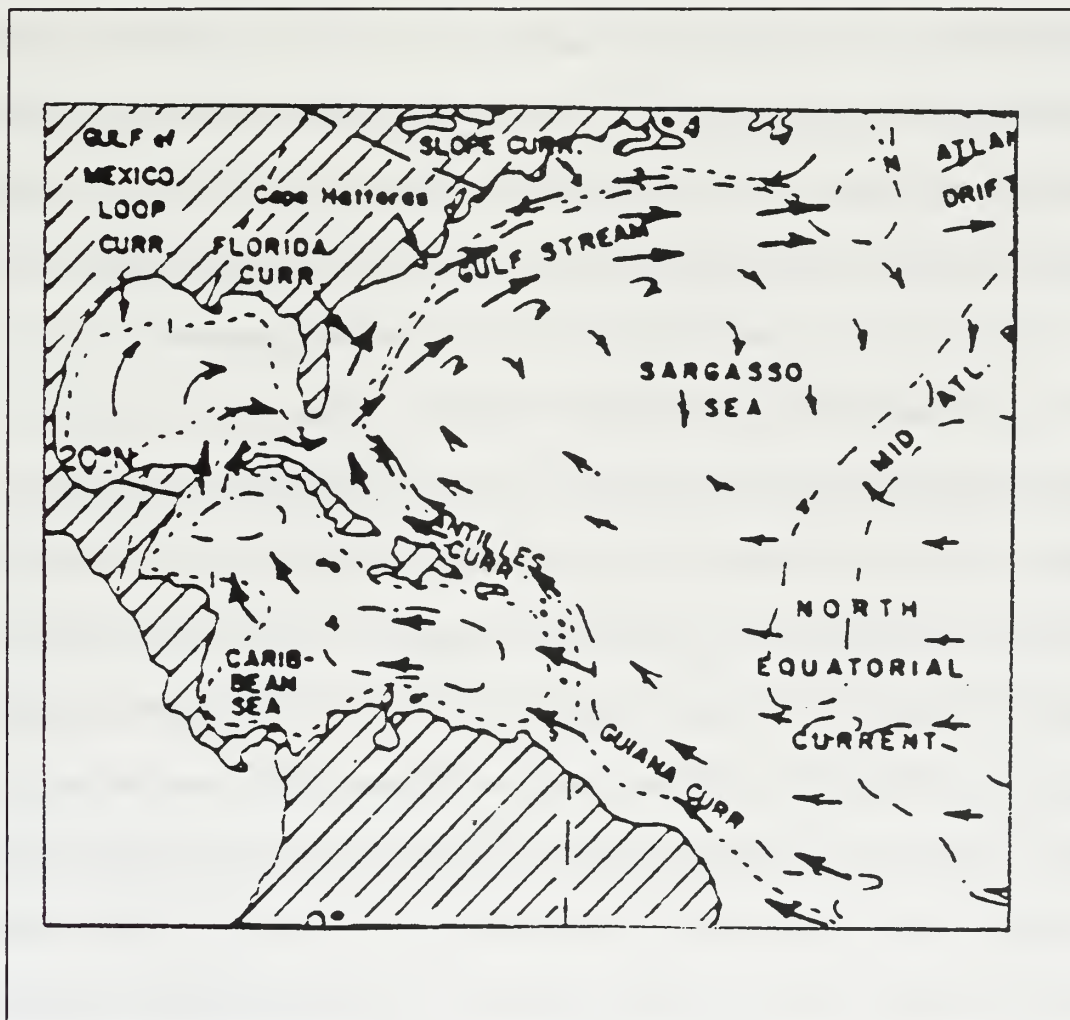 GULF of
MEXICO
LOOP
CURR
FLORIDA
CURR
Cape Hatteras
SLOPE CURR.
GULF STREAM
N
ATLAN
DRIFT
SARGASSO
SEA
MID
ATL.
20°N
ANTILLES
CURR
CARIB-
BEAN
SEA
NORTH
EQUATORIAL
CURRENT
GUIANA CURR